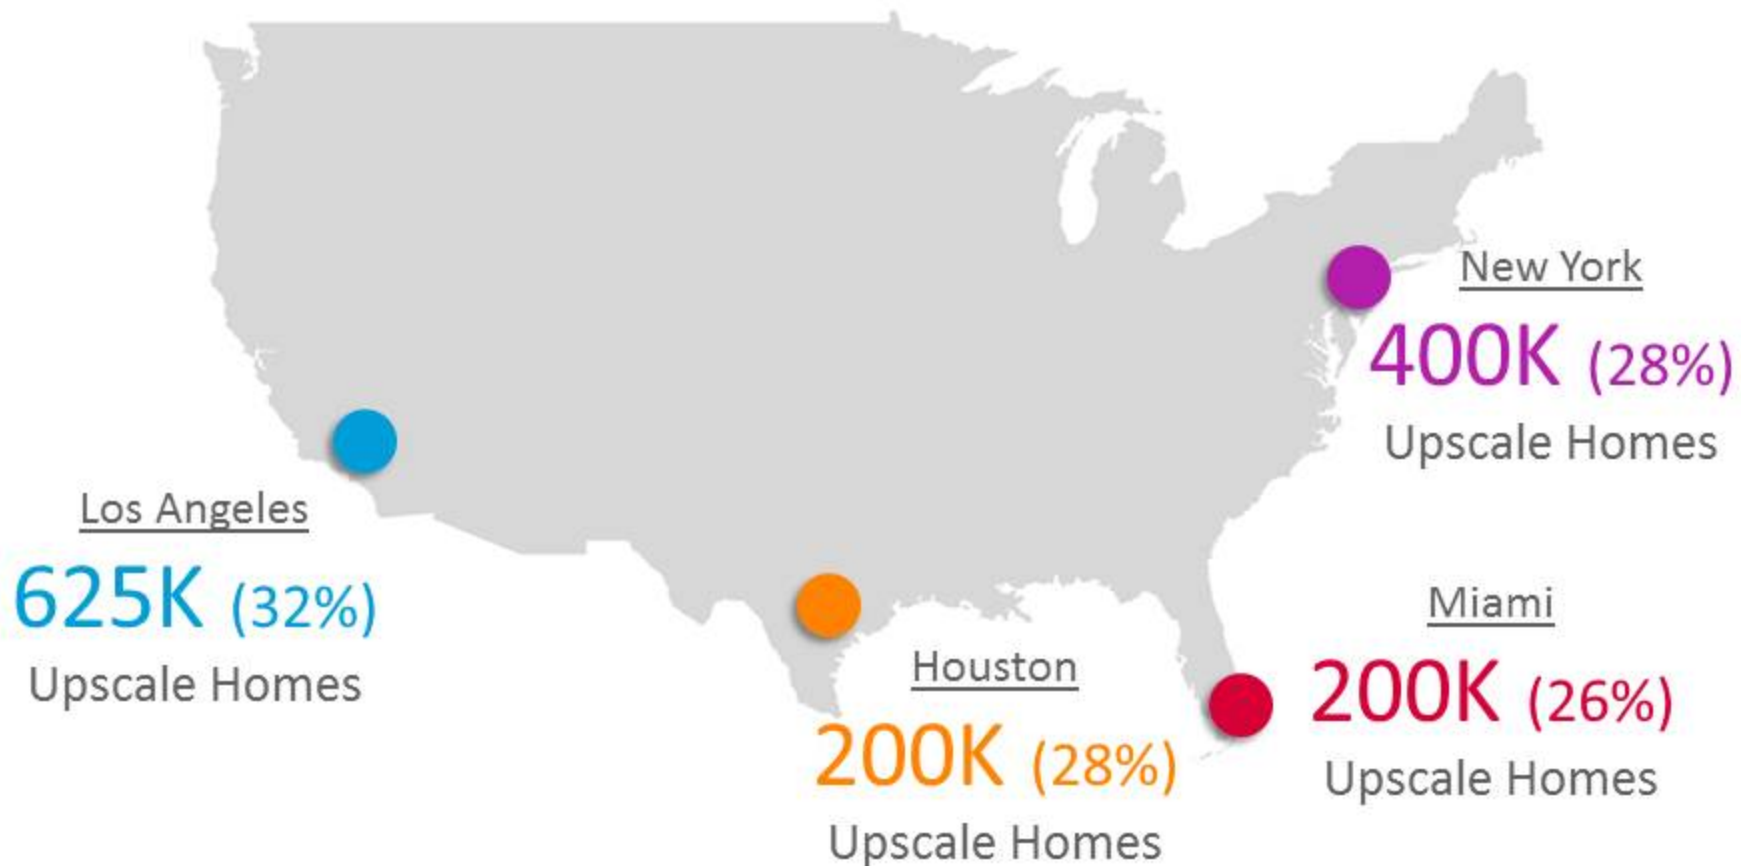 New York
400K (28%)
Upscale Homes
Los Angeles
625K (32%)
Upscale Homes
Houston
200K (28%)
Upscale Homes
Miami
200K (26%)
Upscale Homes